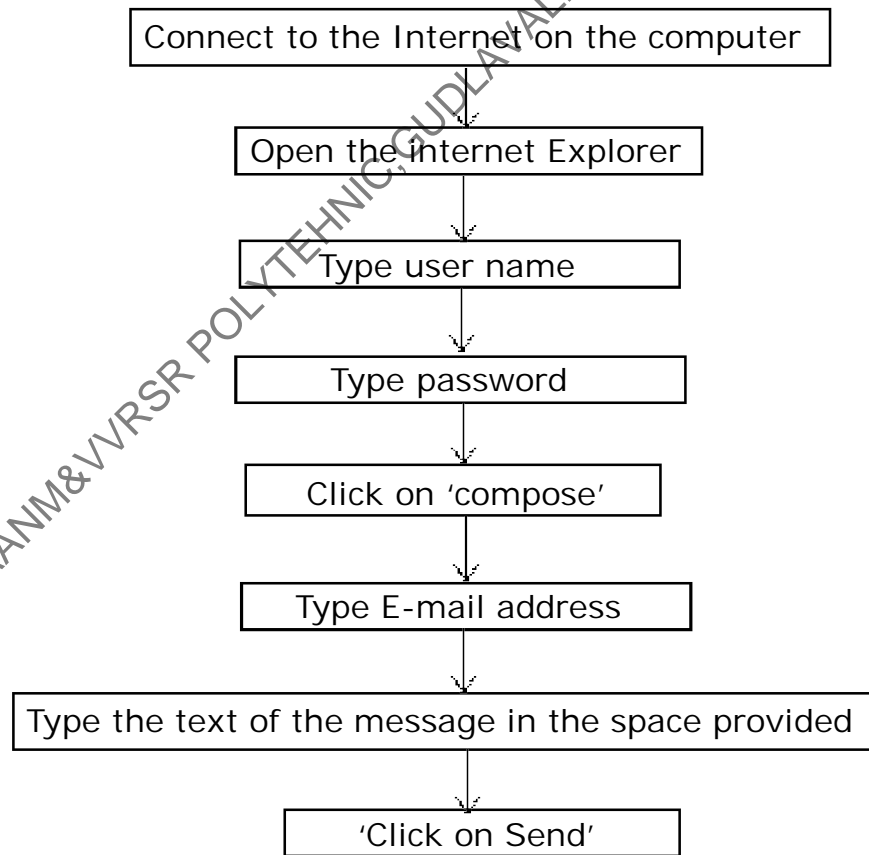 Connect to the Internet on the computer
Open the internet Explorer
Type user name
Type password
Click on ‘compose’
Type E-mail address
Type the text of the message in the space provided
‘Click on Send’
ANM&VVRSR POLYTEHNIC,GUDLAVAL